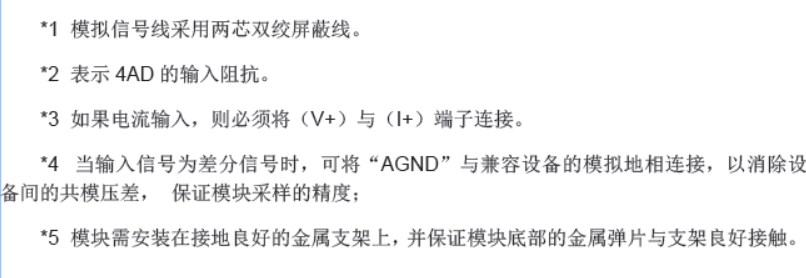 *1 模拟信号线采用两芯双绞屏蔽线。
*2 表示 4AD 的输入阻抗。
*3 如果电流输入，则必须将（V+）与（I+）端子连接。
*4 当输入信号为差分信号时，可将“AGND”与兼容设备的模拟地相连接，以消除设
备间的共模压差， 保证模块采样的精度；
*5 模块需安装在接地良好的金属支架上，并保证模块底部的金属弹片与支架良好接触。